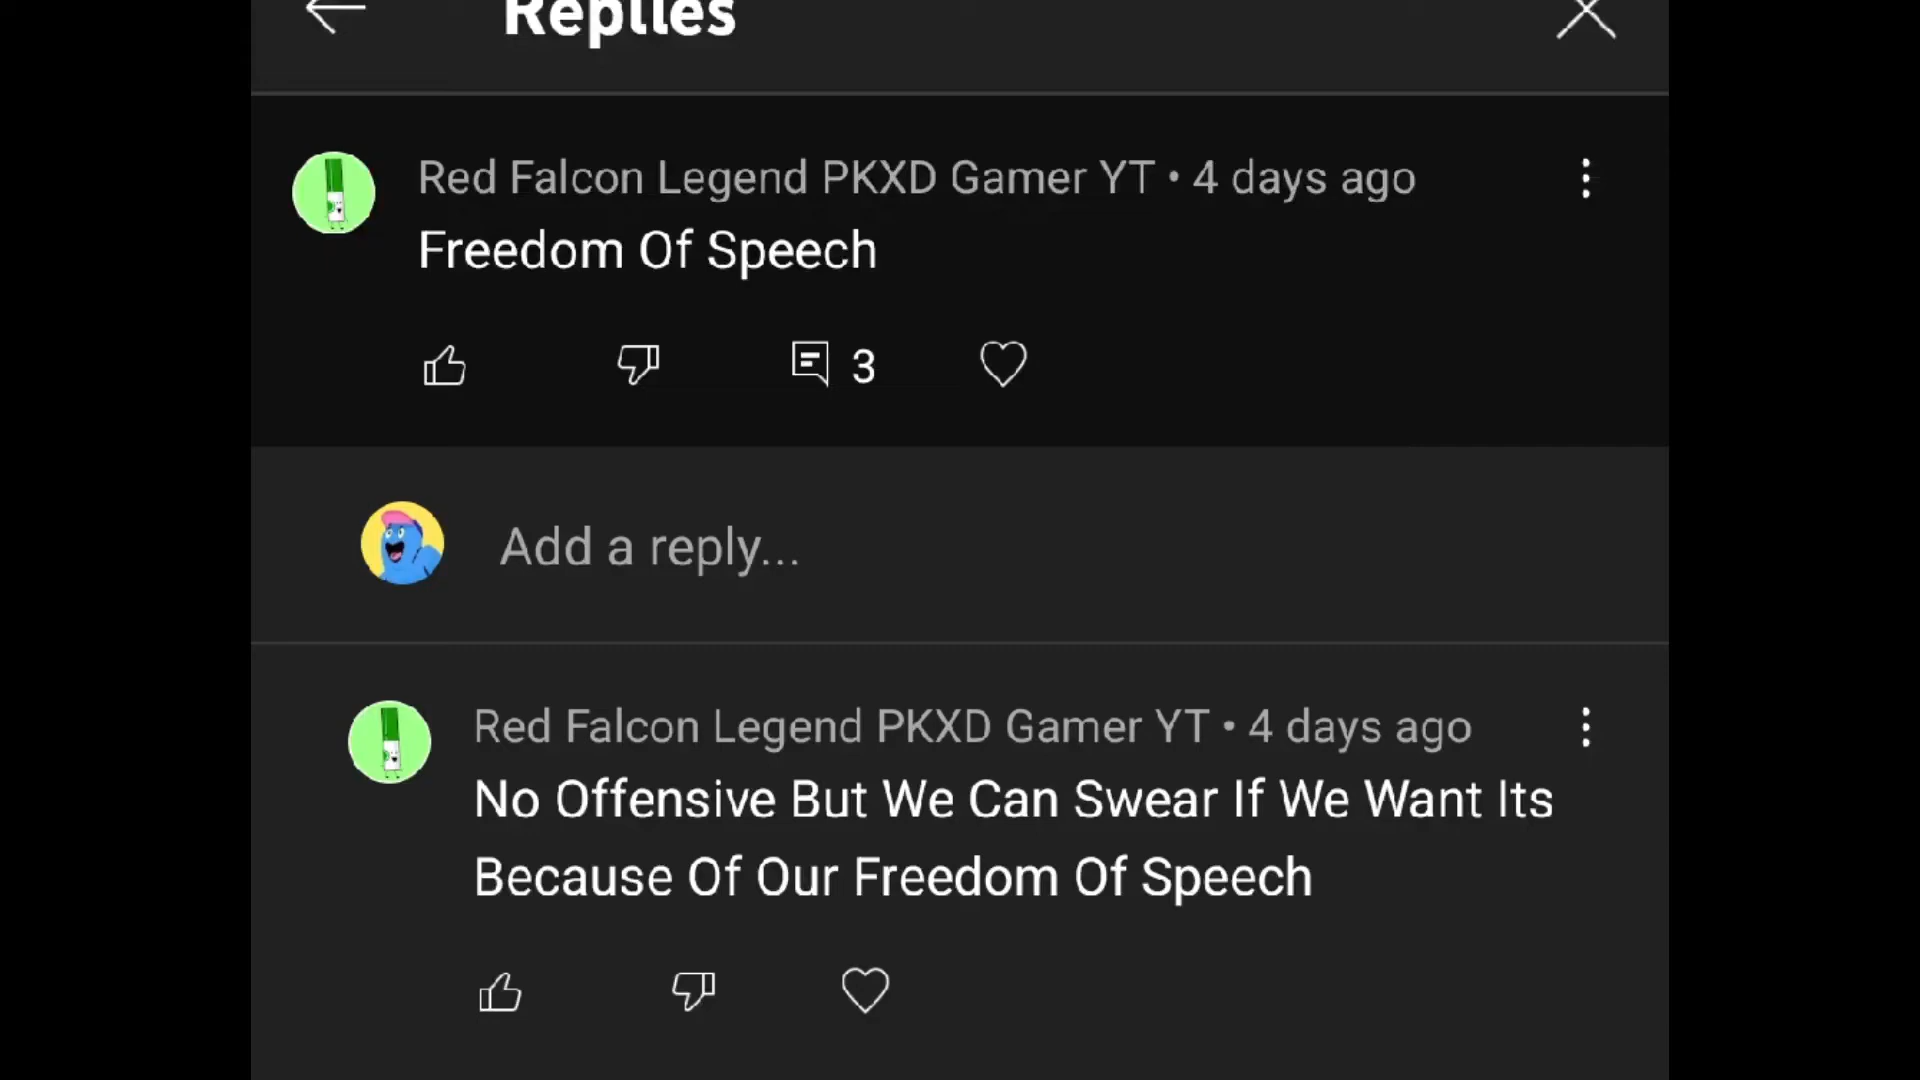 Replies
Red Falcon Legend PKXD Gamer YT • 4 days ago
Freedom Of Speech
3
Add a reply...
Red Falcon Legend PKXD Gamer YT • 4 days ago
No Offensive But We Can Swear If We Want Its
Because Of Our Freedom Of Speech